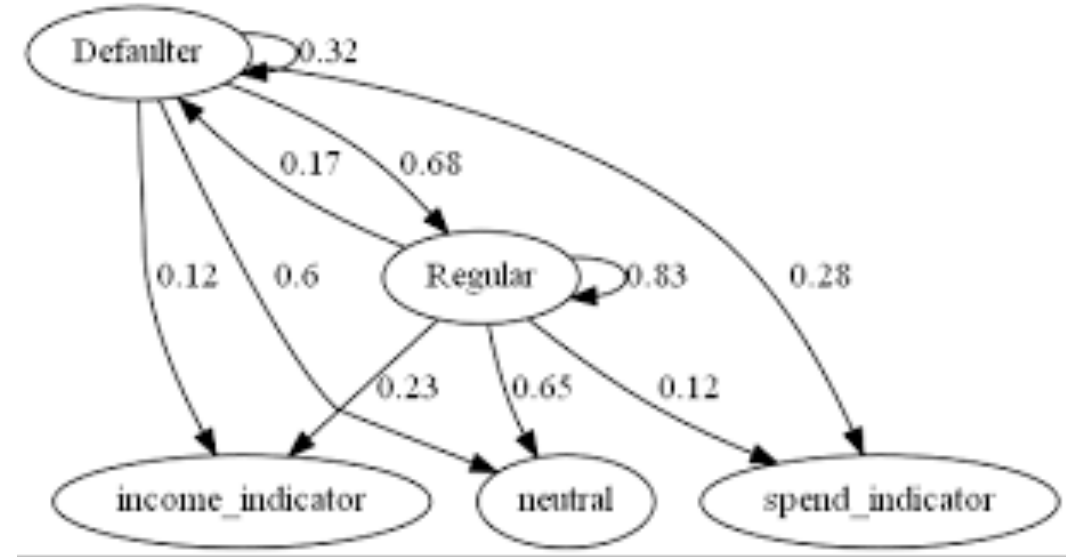 Defaulter
0.32
0.17
0.68
Regular
0.12
0.6
0.83
0.28
0.23
0.65
0.12
income_indicator
neutral
spend_indicator